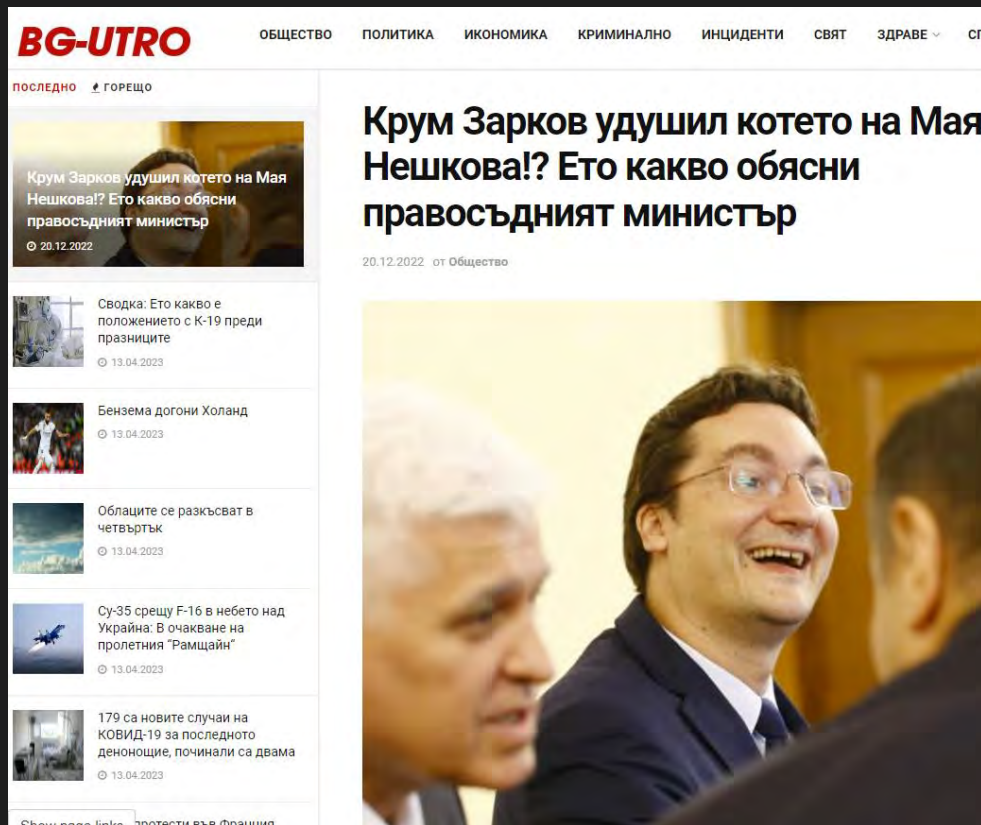 BG-UTRO
ОБЩЕСТВО ПОЛИТИКА ИКОНОМИКА КРИМИНАЛНО ИНЦИДЕНТИ СВЯТ ЗДРАВЕ
ПОСЛЕДНО ГОРЕЩО
Крум Зарков удушил котето на Мая
Нешкова!? Ето какво обясни
правосъдният министър
20.12.2022
Сводка: Ето какво е
положението с К-19 преди
празниците
13.04.2023
Бензема догони Холанд
13.04.2023
Облаците се разкъсват в
четвъртък
13.04.2023
Су-35 срещу F-16 в небето над
Украйна: В очакване на
пролетния "Рамщайн“
13.04.2023
179 са новите случаи на
КОВИД-19 за последното
денонощие, починали са двама
13.04.2023
Show page links протести във Франция
Крум Зарков удушил котето на Мая
Нешкова!? Ето какво обясни
правосъдният министър
20.12.2022 от Общество